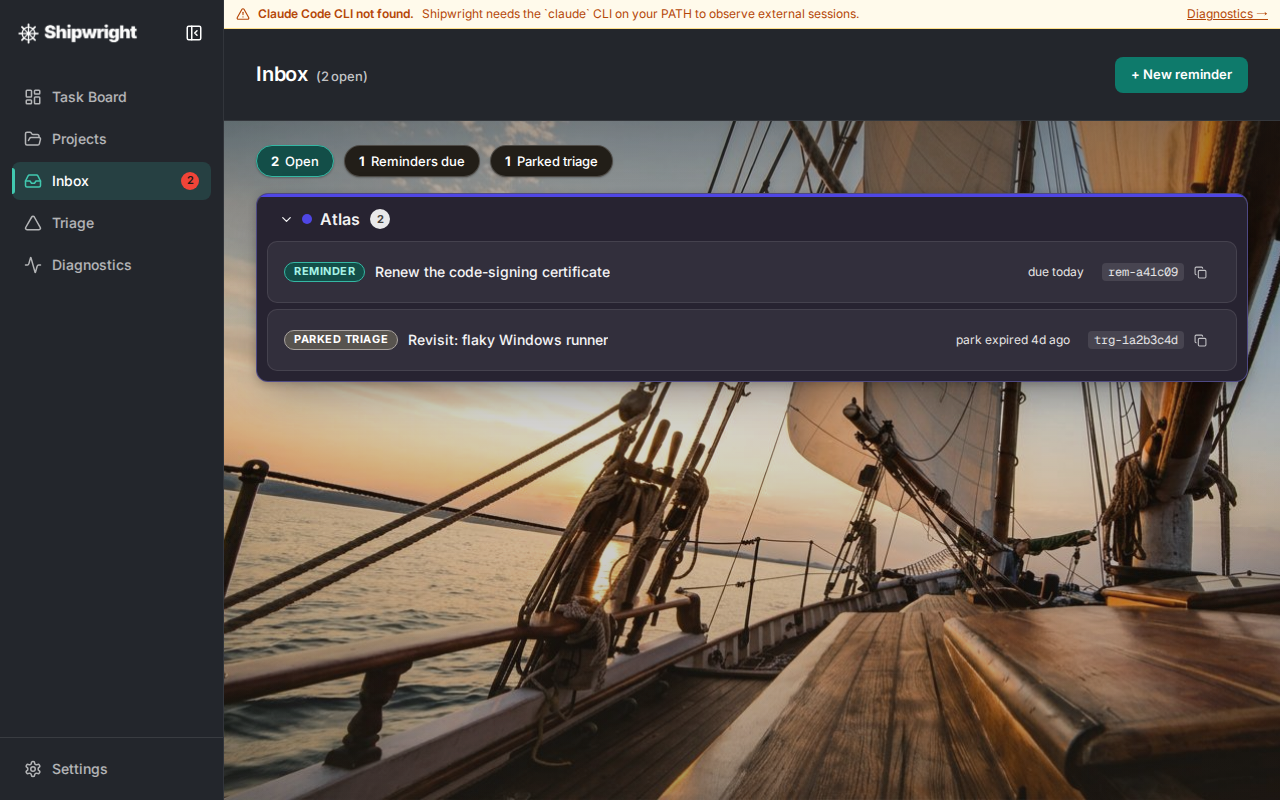 Claude Code CLI not found. Shipwright needs the `claude` CLI on your PATH to observe external sessions. Diagnostics →
Shipwright
Task Board
Projects
Inbox 2
Triage
Diagnostics
Settings
Inbox (2 open)
+ New reminder
2 Open
1 Reminders due
1 Parked triage
Atlas 2
REMINDER Renew the code-signing certificate due today rem-a41c09
PARKED TRIAGE Revisit: flaky Windows runner park expired 4d ago trg-1a2b3c4d